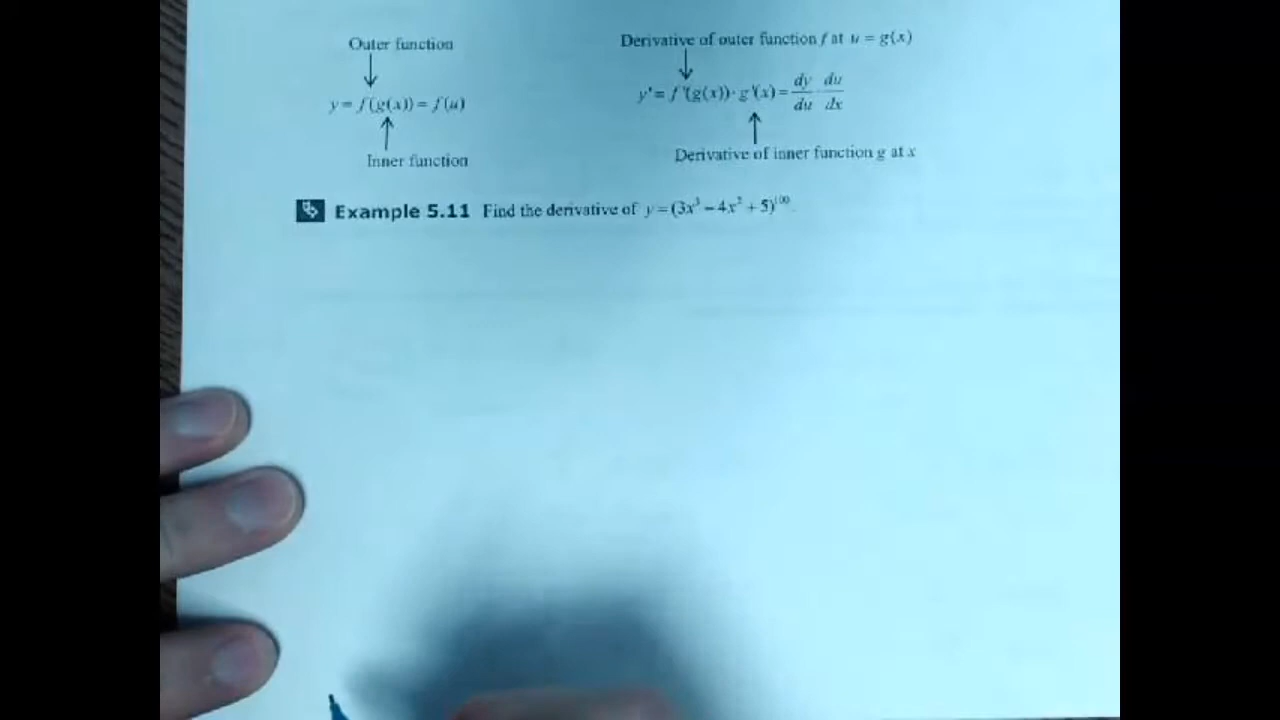 Outer function
y = f(g(x)) = f(u)
Inner function
Derivative of outer function f at u = g(x)
y' = f'(g(x)) · g'(x) = dy/du du/dx
Derivative of inner function g at x
Example 5.11 Find the derivative of y = (3x³ − 4x² + 5)¹⁰⁰.